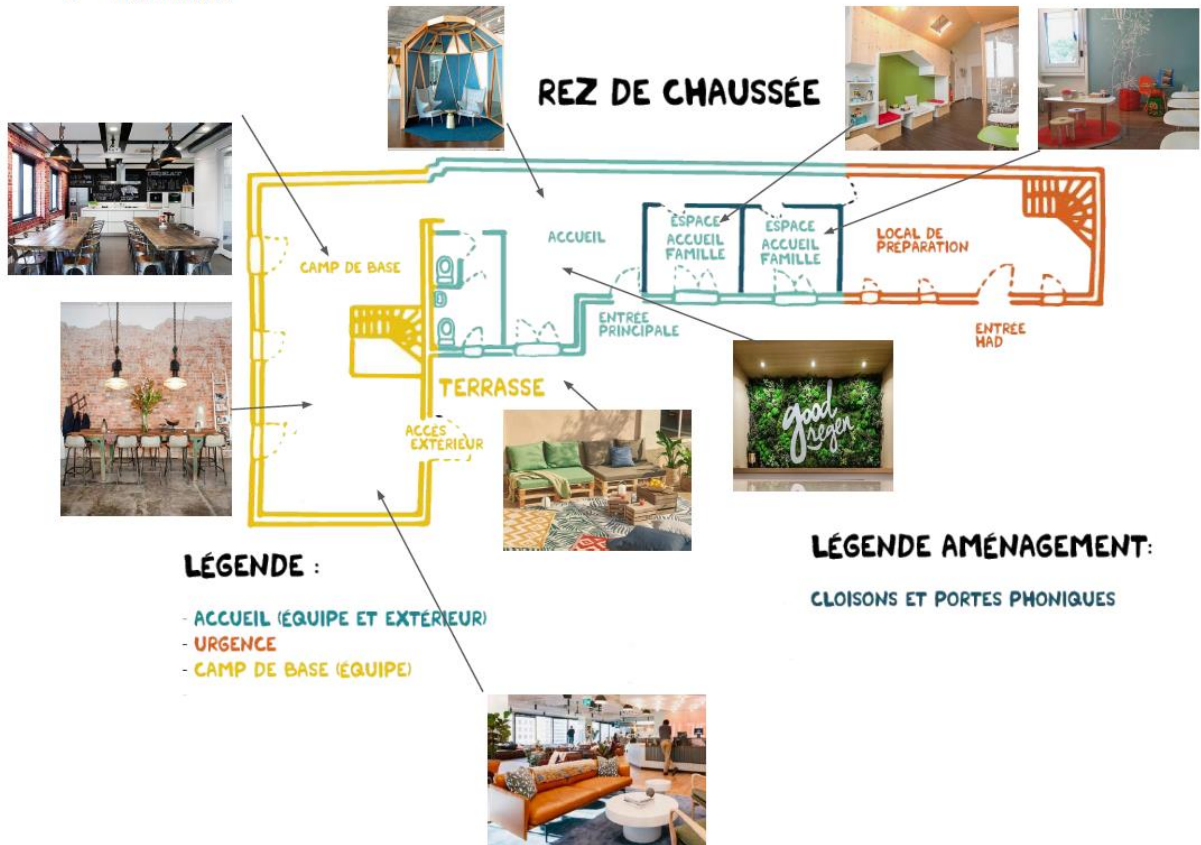 REZ DE CHAUSSÉE
CAMP DE BASE
ACCUEIL
ESPACE
ACCUEIL
FAMILLE
ESPACE
ACCUEIL
FAMILLE
LOCAL DE
PRÉPARATION
ENTRÉE
PRINCIPALE
ENTRÉE
HAD
TERRASSE
ACCÈS
EXTÉRIEUR
good
regen
LÉGENDE :
- ACCUEIL (ÉQUIPE ET EXTÉRIEUR)
- URGENCE
- CAMP DE BASE (ÉQUIPE)
-
LÉGENDE AMÉNAGEMENT:
CLOISONS ET PORTES PHONIQUES